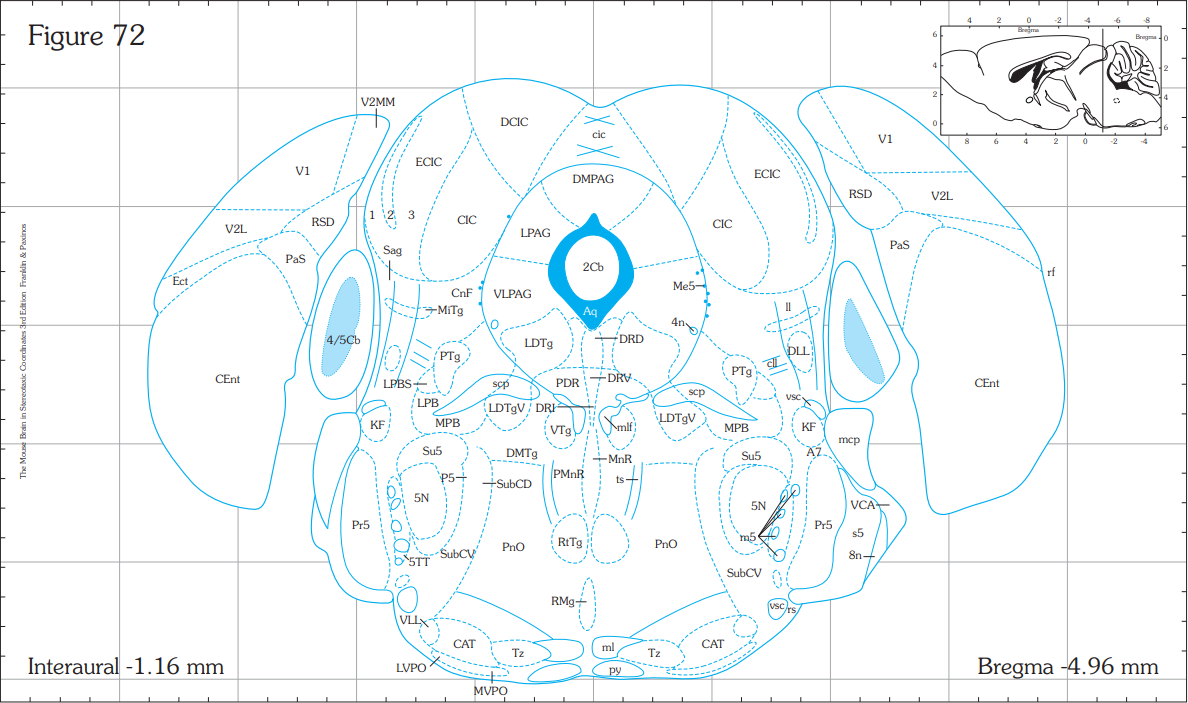 Figure 72
4 2 0 -2 -4 -6 -8
Bregma
Bregma
6
4
2
0
0
2
4
6
8 6 4 2 0 -2 -4
V2MM
DCIC
cic
V1
V1
ECIC
ECIC
DMPAG
RSD
V2L
1 2 3
CIC
CIC
RSD
V2L
LPAG
Sag
PaS
PaS
2Cb
Ect
rf
CnF
VLPAG
Me5
MiTg
Aq
ll
4n
4/5Cb
LDTg
DRD
DLL
PTg
cll
PTg
CEnt
LPBS
scp
PDR
DRV
CEnt
scp
vsc
LPB
LDTgV
DRI
LDTgV
KF
MPB
VTg
mlf
MPB
KF
mcp
Su5
DMTg
MnR
Su5
A7
P5
SubCD
PMnR
ts
5N
5N
VCA
Pr5
m5
Pr5
s5
SubCV
PnO
RtTg
PnO
8n
5TT
SubCV
RMg
vsc
rs
VLL
CAT
Tz
ml
Tz
CAT
LVPO
py
MVPO
Interaural -1.16 mm
Bregma -4.96 mm
The Mouse Brain in Stereotaxic Coordinates 3rd Edition Franklin & Paxinos